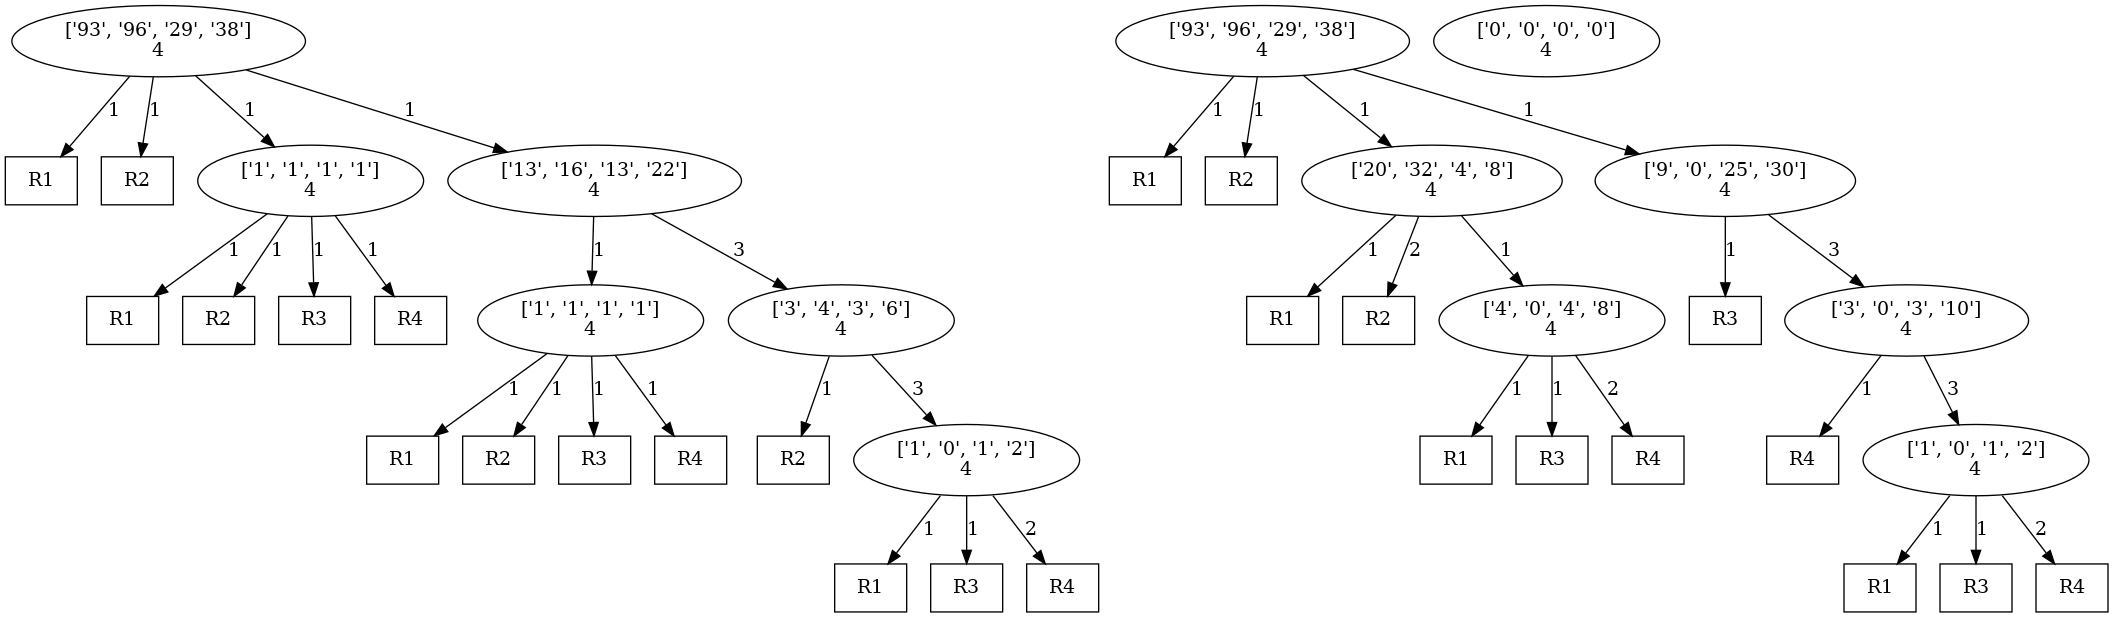 ['93', '96', '29', '38']
4
['93', '96', '29', '38']
4
['0', '0', '0', '0']
4
1
1
1
1
1
1
1
1
R1
R2
['1', '1', '1', '1']
4
['13', '16', '13', '22']
4
R1
R2
['20', '32', '4', '8']
4
['9', '0', '25', '30']
4
1
1
1
1
1
3
1
2
1
1
3
R1
R2
R3
R4
['1', '1', '1', '1']
4
['3', '4', '3', '6']
4
R1
R2
['4', '0', '4', '8']
4
R3
['3', '0', '3', '10']
4
1
1
1
1
1
3
1
1
2
1
3
R1
R2
R3
R4
R2
['1', '0', '1', '2']
4
R1
R3
R4
R4
['1', '0', '1', '2']
4
1
1
2
1
1
2
R1
R3
R4
R1
R3
R4